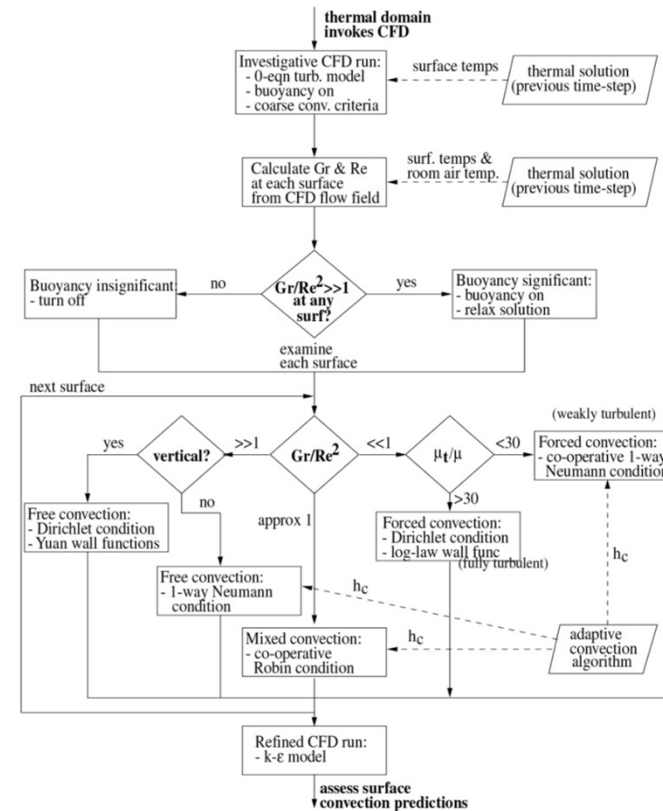 thermal domain
invokes CFD
Investigative CFD run:
- 0-eqn turb. model
- buoyancy on
- coarse conv. criteria
surface temps
thermal solution
(previous time-step)
Calculate Gr & Re
at each surface
from CFD flow field
surf. temps &
room air temp.
thermal solution
(previous time-step)
Buoyancy insignificant:
- turn off
no
Gr/Re²>>1
at any
surf?
yes
Buoyancy significant:
- buoyancy on
- relax solution
examine
each surface
next surface
yes
vertical?
>>1
Gr/Re²
<<1
μt/μ
<30
(weakly turbulent)
Forced convection:
- co-operative 1-way
Neumann condition
no
approx 1
>30
Free convection:
- Dirichlet condition
- Yuan wall functions
Forced convection:
- Dirichlet condition
- log-law wall func
(fully turbulent)
hc
Free convection:
- 1-way Neumann
condition
hc
Mixed convection:
- co-operative
Robin condition
hc
adaptive
convection
algorithm
Refined CFD run:
- k-ε model
assess surface
convection predictions